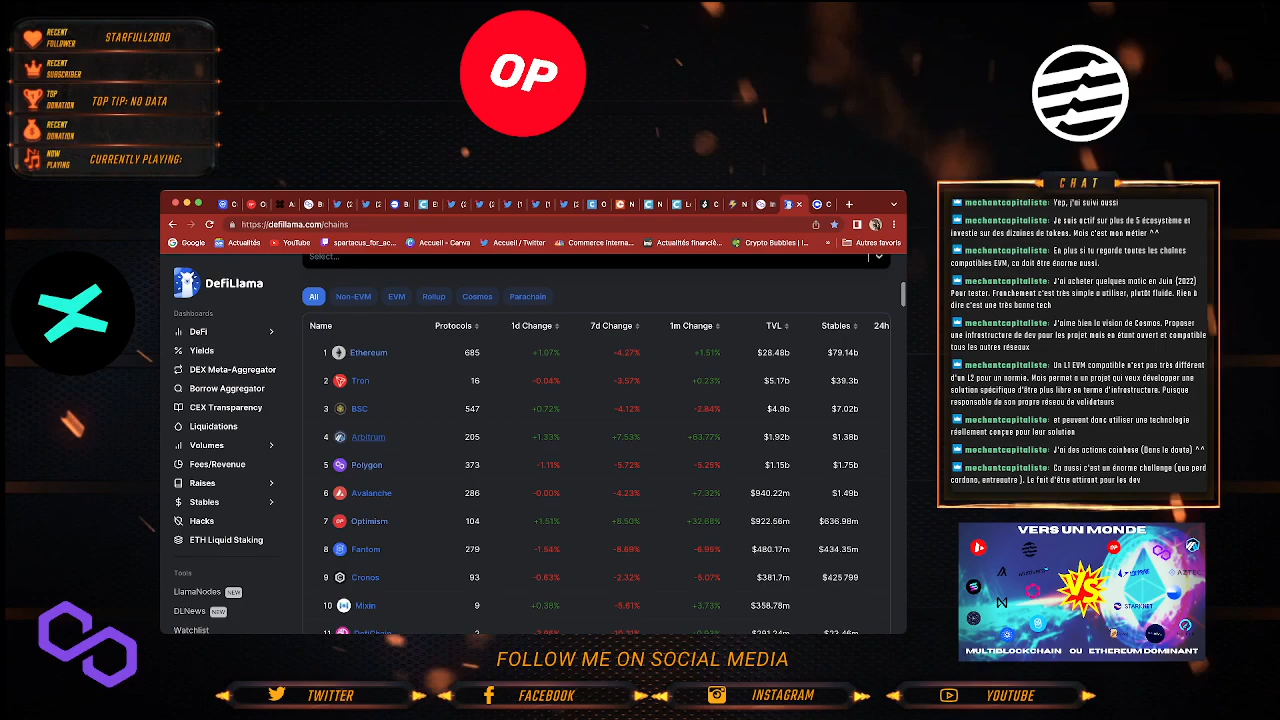 RECENT
FOLLOWER
STARFULL2000
RECENT
SUBSCRIBER
TOP
DONATION
TOP TIP: NO DATA
RECENT
DONATION
NOW
PLAYING
CURRENTLY PLAYING:
OP
https://defillama.com/chains
Google
Actualités
YouTube
spartacus_for_ac...
Accueil – Canva
Accueil / Twitter
Commerce Interna...
Actualités financiè...
Crypto Bubbles | I...
»
Autres favoris
DefiLlama
Dashboards
DeFi
Yields
DEX Meta-Aggregator
Borrow Aggregator
CEX Transparency
Liquidations
Volumes
Fees/Revenue
Raises
Stables
Hacks
ETH Liquid Staking
Tools
LlamaNodes NEW
DLNews NEW
Watchlist
Select...
All Non-EVM EVM Rollup Cosmos Parachain
Name Protocols 1d Change 7d Change 1m Change TVL Stables 24h
1 Ethereum 685 +1.07% -4.27% +1.51% $28.48b $79.14b
2 Tron 16 -0.04% -3.57% +0.23% $5.17b $39.3b
3 BSC 547 +0.72% -4.12% -2.84% $4.9b $7.02b
4 Arbitrum 205 +1.33% +7.53% +63.77% $1.92b $1.38b
5 Polygon 373 -1.11% -5.72% -5.25% $1.15b $1.75b
6 Avalanche 286 -0.00% -4.23% +7.32% $940.22m $1.49b
7 Optimism 104 +1.51% +8.50% +32.68% $922.56m $636.98m
8 Fantom 279 -1.54% -8.69% -6.95% $480.17m $434.35m
9 Cronos 93 -0.63% -2.32% -5.07% $381.7m $425799
10 Mixin 9 +0.38% -5.61% +3.73% $358.78m
CHAT
mechantcapitaliste: Yep, j'ai suivi aussi
mechantcapitaliste: Je suis actif sur plus de 5 écosystème et
investie sur des dizaines de tokens. Mais c'est mon métier ^^
mechantcapitaliste: En plus si tu regarde toutes les chaînes
compatibles EVM, ca doit être énorme aussi.
mechantcapitaliste: J'ai acheter quelques matic en Juin (2022)
Pour tester. Franchement c'est très simple a utiliser, plutôt fluide. Rien à
dire c'est une très bonne tech
mechantcapitaliste: J'aime bien la vision de Cosmos. Proposer
une infrastructure de dev pour les projet mais en étant ouvert et compatible
tous les autres réseaux
mechantcapitaliste: Un L1 EVM compatible n'est pas très différent
d'un L2 pour un normie. Mais permet a un projet qui veux développer une
solution spécifique d'être plus libre en terme d'infrastructure. Puisque
responsable de son propre réseau de validateurs
mechantcapitaliste: et peuvent donc utiliser une technologie
réellement conçue pour leur solution
mechantcapitaliste: J'ai des actions coinbase (Dans le doute) ^^
mechantcapitaliste: Ca aussi c'est un énorme challenge (que perd
cardano, entreautre ). Le fait d'être attirant pour les dev
VERS UN MONDE
VS
AZTEC
STARKNET
MULTIBLOCKCHAIN OU ETHEREUM DOMINANT
FOLLOW ME ON SOCIAL MEDIA
TWITTER
FACEBOOK
INSTAGRAM
YOUTUBE